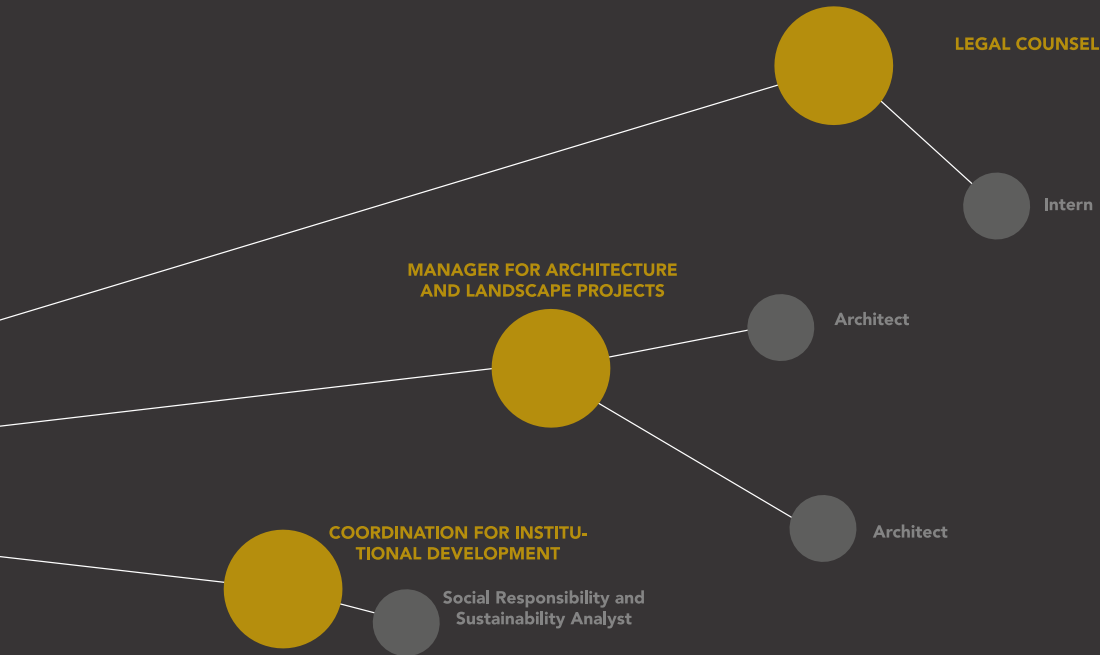 LEGAL COUNSEL
Intern
MANAGER FOR ARCHITECTURE
AND LANDSCAPE PROJECTS
Architect
Architect
COORDINATION FOR INSTITU-
TIONAL DEVELOPMENT
Social Responsibility and
Sustainability Analyst